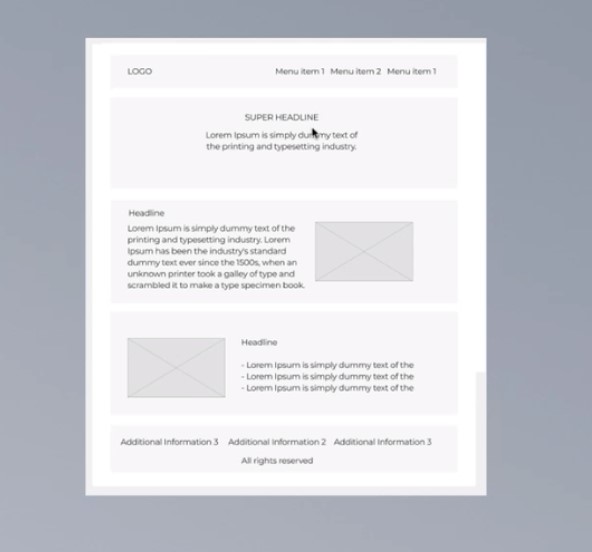 LOGO
Menu item 1 Menu item 2 Menu item 1
SUPER HEADLINE
Lorem Ipsum is simply dummy text of
the printing and typesetting industry.
Headline
Lorem Ipsum is simply dummy text of the
printing and typesetting industry. Lorem
Ipsum has been the industry's standard
dummy text ever since the 1500s, when an
unknown printer took a galley of type and
scrambled it to make a type specimen book.
Headline
- Lorem Ipsum is simply dummy text of the
- Lorem Ipsum is simply dummy text of the
- Lorem Ipsum is simply dummy text of the
Additional Information 3 Additional Information 2 Additional Information 3
All rights reserved